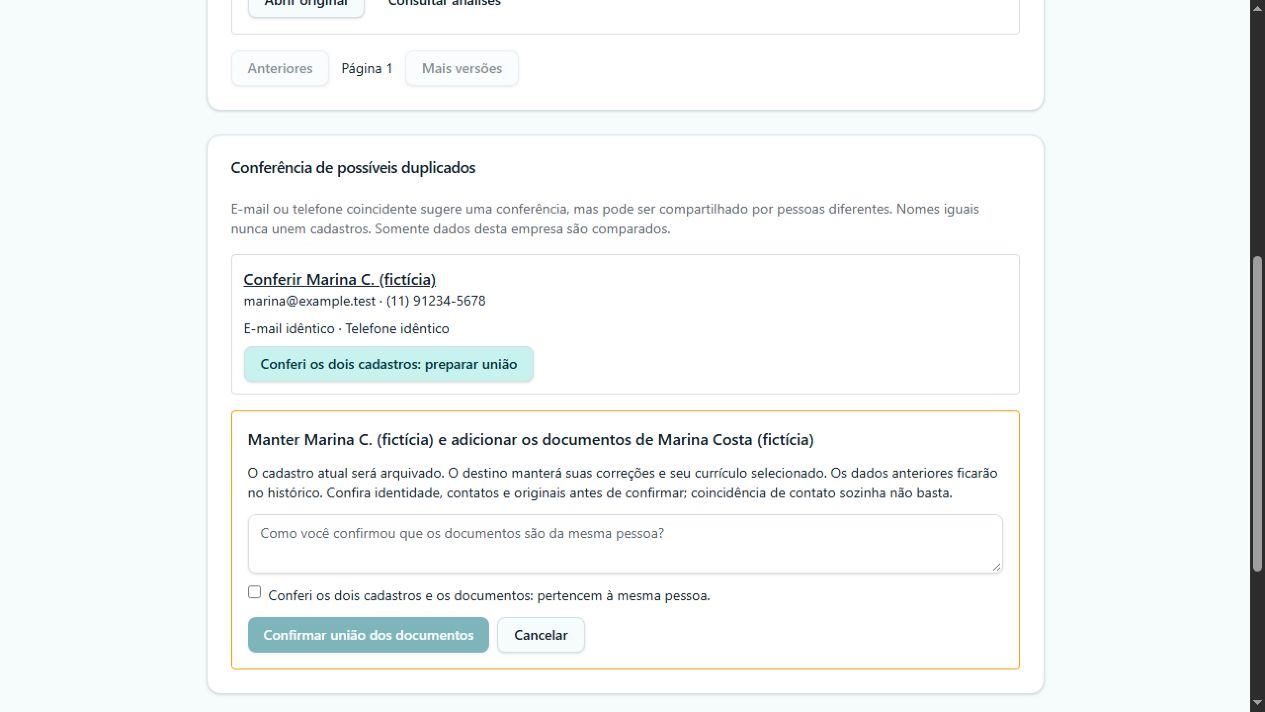 Abrir original Consultar análises
Anteriores Página 1 Mais versões
Conferência de possíveis duplicados
E-mail ou telefone coincidente sugere uma conferência, mas pode ser compartilhado por pessoas diferentes. Nomes iguais
nunca unem cadastros. Somente dados desta empresa são comparados.
Conferir Marina C. (fictícia)
marina@example.test · (11) 91234-5678
E-mail idêntico · Telefone idêntico
Conferi os dois cadastros: preparar união
Manter Marina C. (fictícia) e adicionar os documentos de Marina Costa (fictícia)
O cadastro atual será arquivado. O destino manterá suas correções e seu currículo selecionado. Os dados anteriores ficarão
no histórico. Confira identidade, contatos e originais antes de confirmar; coincidência de contato sozinha não basta.
Como você confirmou que os documentos são da mesma pessoa?
Conferi os dois cadastros e os documentos: pertencem à mesma pessoa.
Confirmar união dos documentos Cancelar